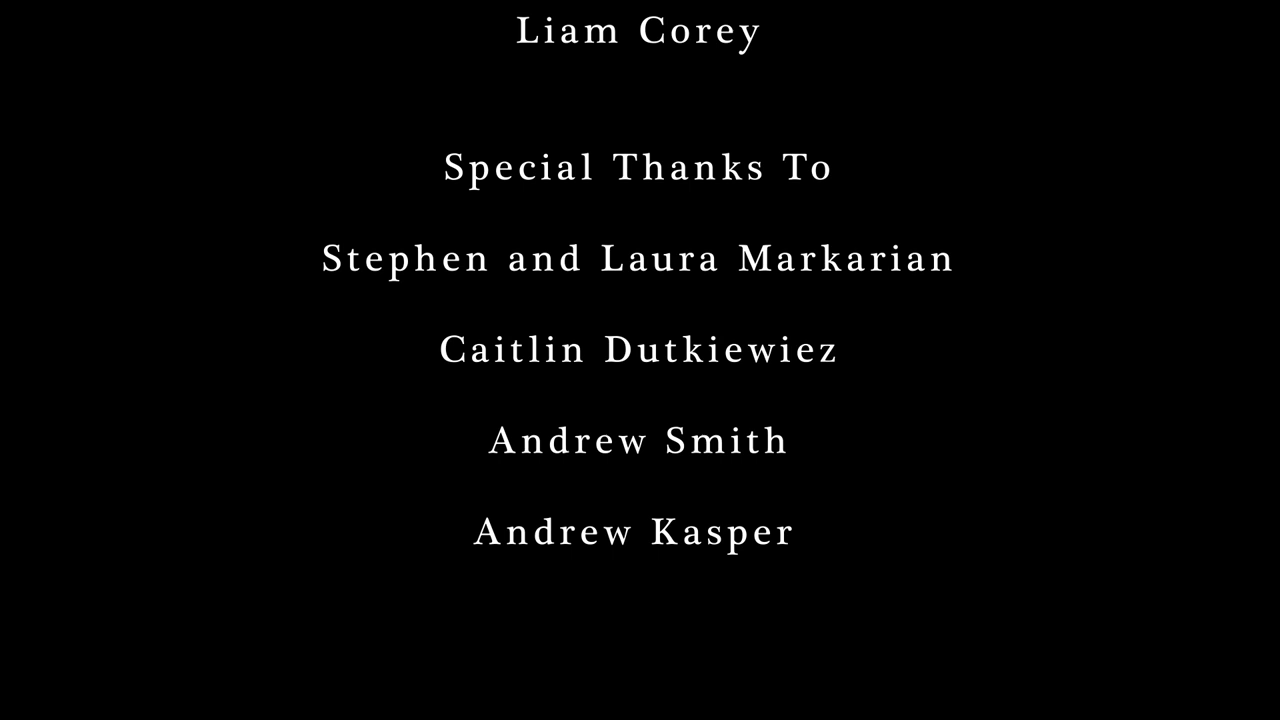 Liam Corey
Special Thanks To
Stephen and Laura Markarian
Caitlin Dutkiewiez
Andrew Smith
Andrew Kasper